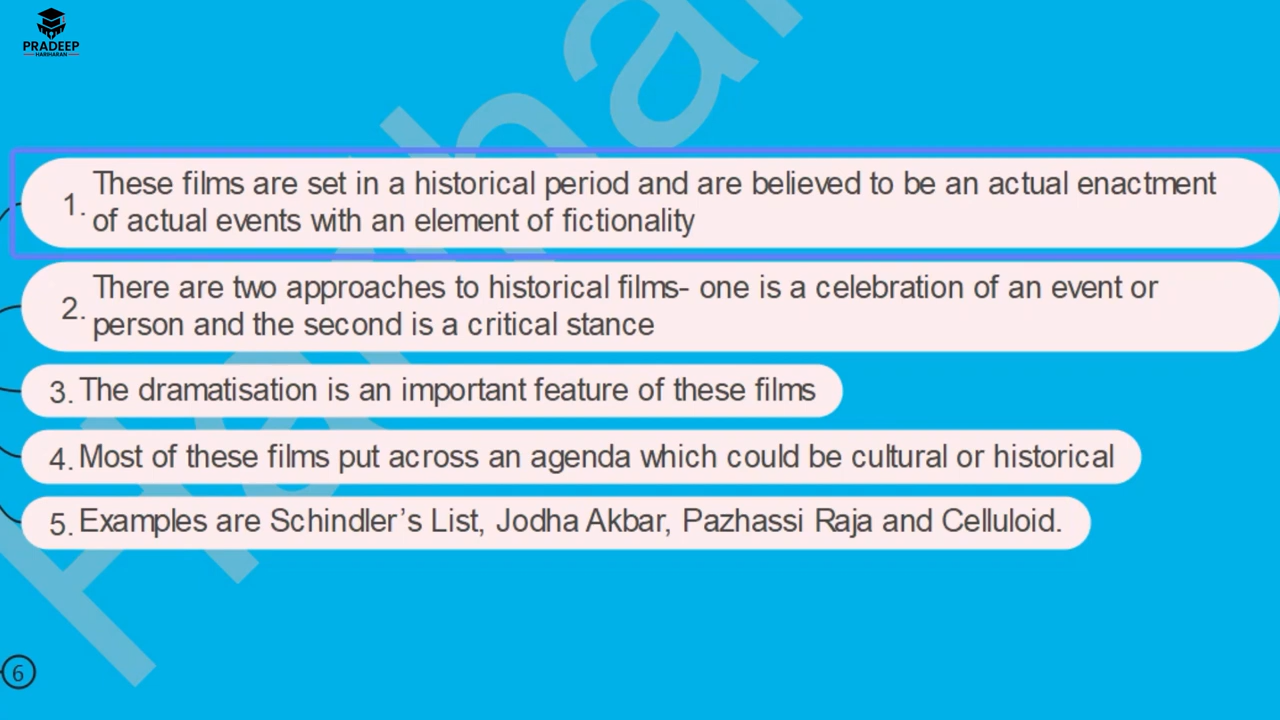 PRADEEP
HARIHARAN
1. These films are set in a historical period and are believed to be an actual enactment
of actual events with an element of fictionality
2. There are two approaches to historical films- one is a celebration of an event or
person and the second is a critical stance
3. The dramatisation is an important feature of these films
4. Most of these films put across an agenda which could be cultural or historical
5. Examples are Schindler’s List, Jodha Akbar, Pazhassi Raja and Celluloid.
6